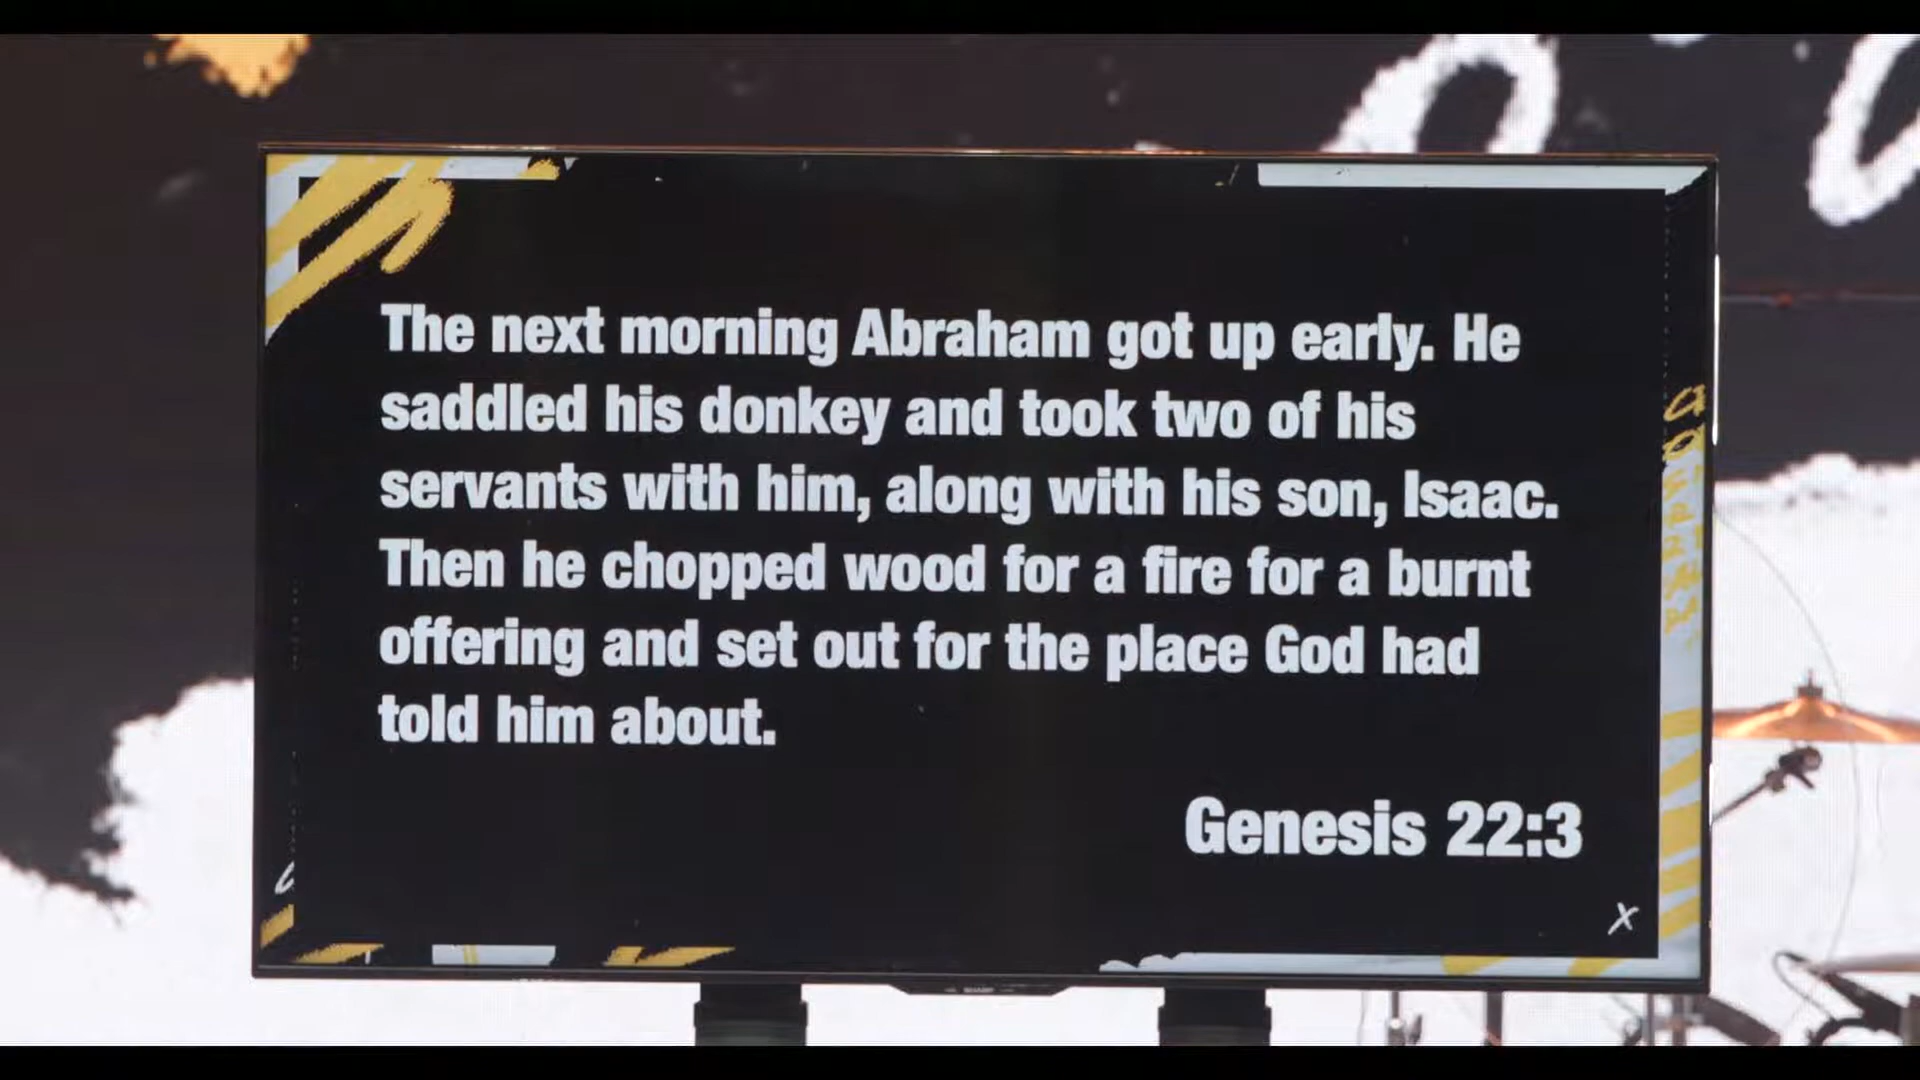 The next morning Abraham got up early. He
saddled his donkey and took two of his
servants with him, along with his son, Isaac.
Then he chopped wood for a fire for a burnt
offering and set out for the place God had
told him about.
Genesis 22:3